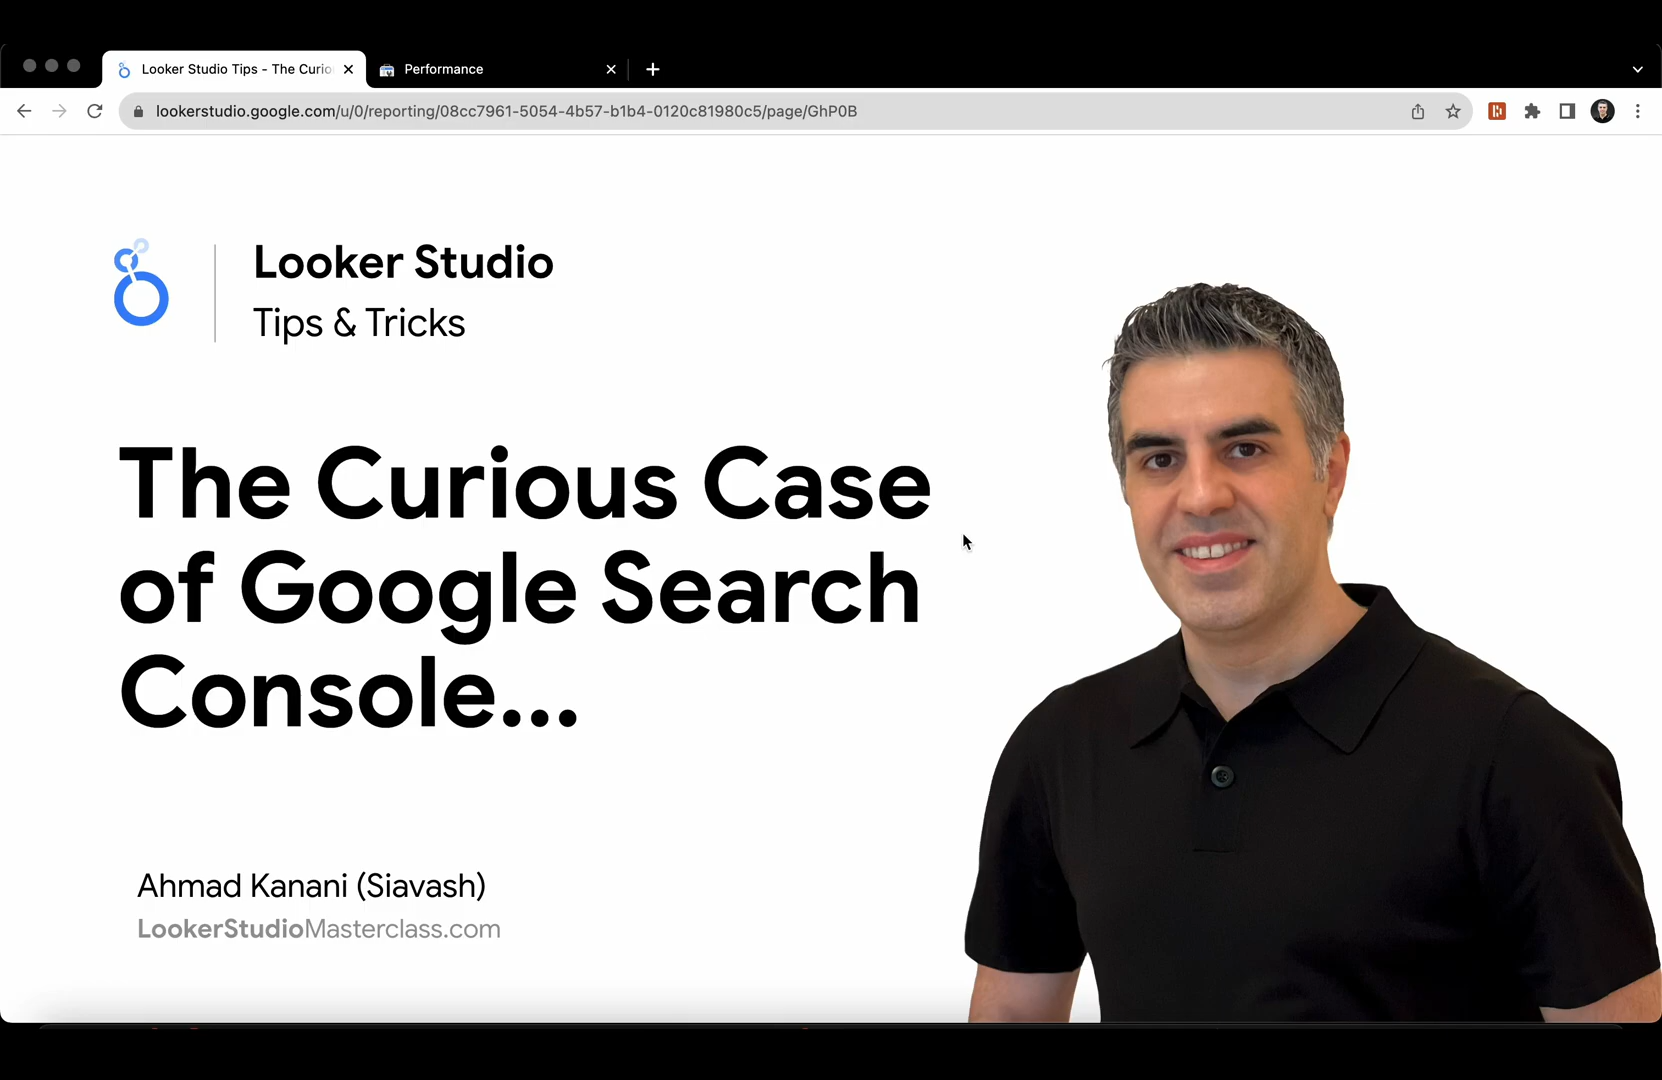 Looker Studio Tips - The Curio
Performance
lookerstudio.google.com/u/0/reporting/08cc7961-5054-4b57-b1b4-0120c81980c5/page/GhP0B
Looker Studio
Tips & Tricks
The Curious Case
of Google Search
Console...
Ahmad Kanani (Siavash)
LookerStudioMasterclass.com